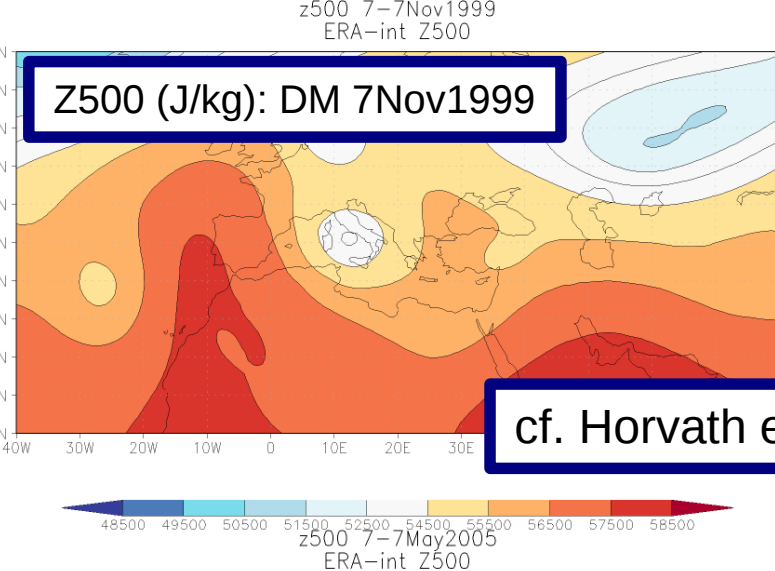 z500 7-7Nov1999
ERA-int Z500
Z500 (J/kg): DM 7Nov1999
N
N
N
N
N
N
N
N
N
cf. Horvath e
40W 30W 20W 10W 0 10E 20E 30E
48500 49500 50500 51500 52500 54500 55500 56500 57500 58500
z500 7-7May2005
ERA-int Z500